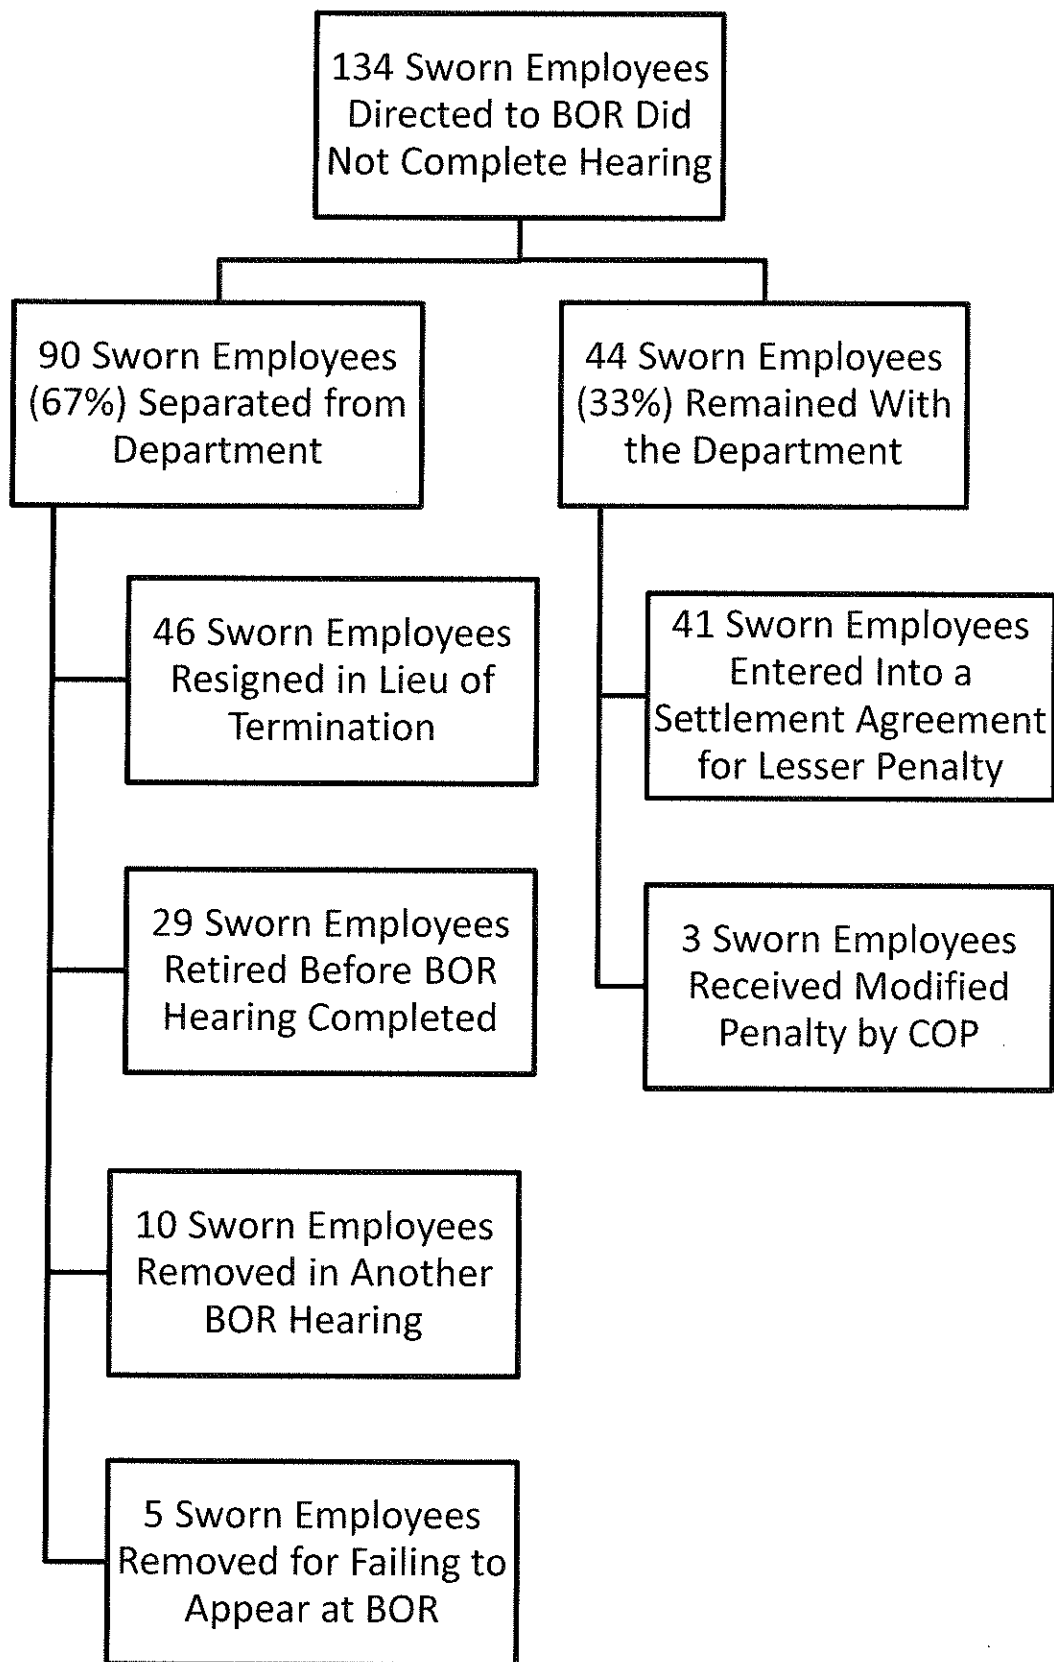 134 Sworn Employees
Directed to BOR Did
Not Complete Hearing
90 Sworn Employees
(67%) Separated from
Department
46 Sworn Employees
Resigned in Lieu of
Termination
29 Sworn Employees
Retired Before BOR
Hearing Completed
10 Sworn Employees
Removed in Another
BOR Hearing
5 Sworn Employees
Removed for Failing to
Appear at BOR
44 Sworn Employees
(33%) Remained With
the Department
41 Sworn Employees
Entered Into a
Settlement Agreement
for Lesser Penalty
3 Sworn Employees
Received Modified
Penalty by COP